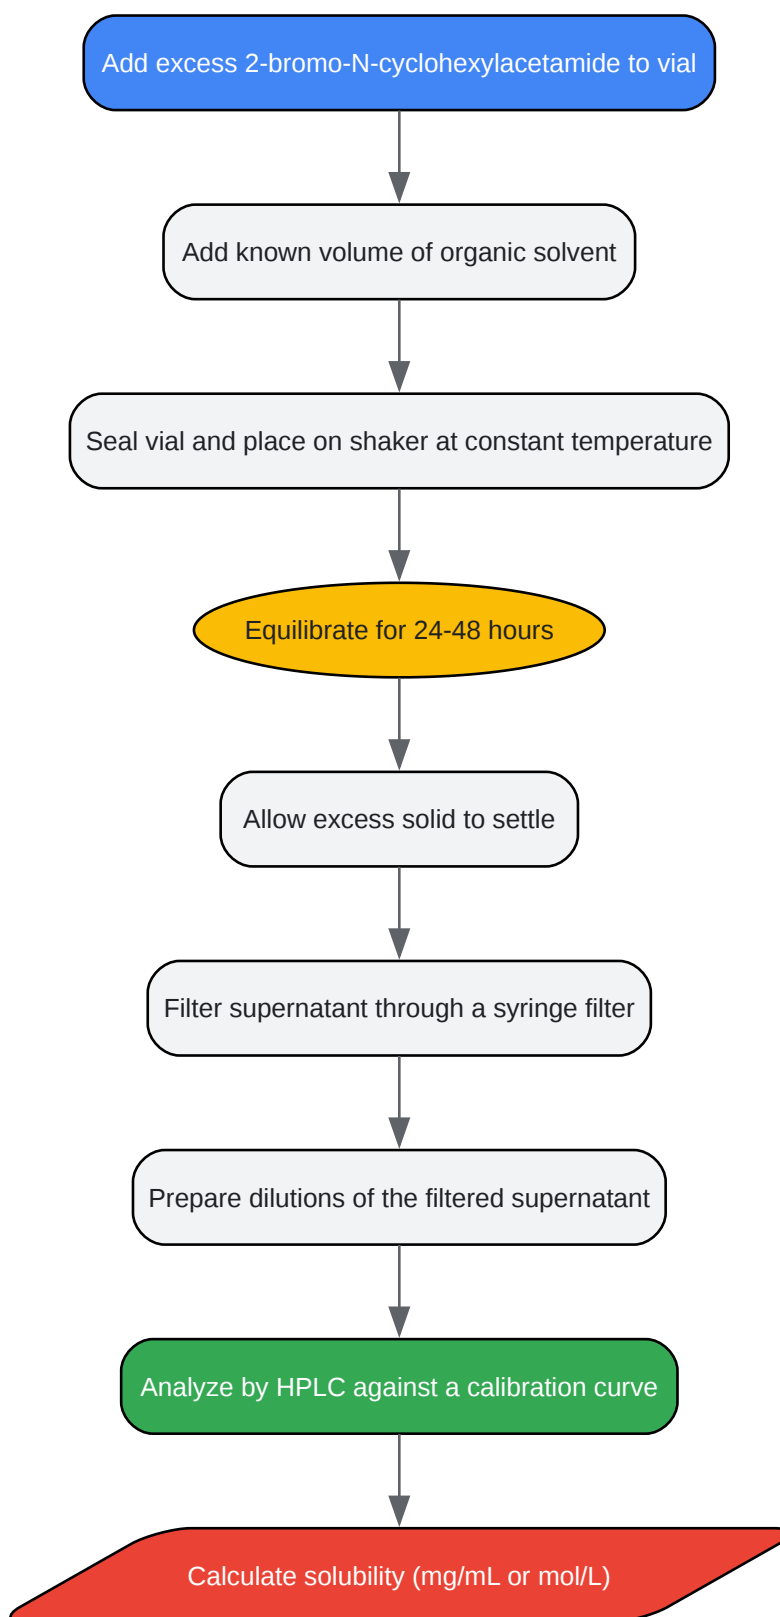 Add excess 2-bromo-N-cyclohexylacetamide to vial
Add known volume of organic solvent
Seal vial and place on shaker at constant temperature
Equilibrate for 24-48 hours
Allow excess solid to settle
Filter supernatant through a syringe filter
Prepare dilutions of the filtered supernatant
Analyze by HPLC against a calibration curve
Calculate solubility (mg/mL or mol/L)